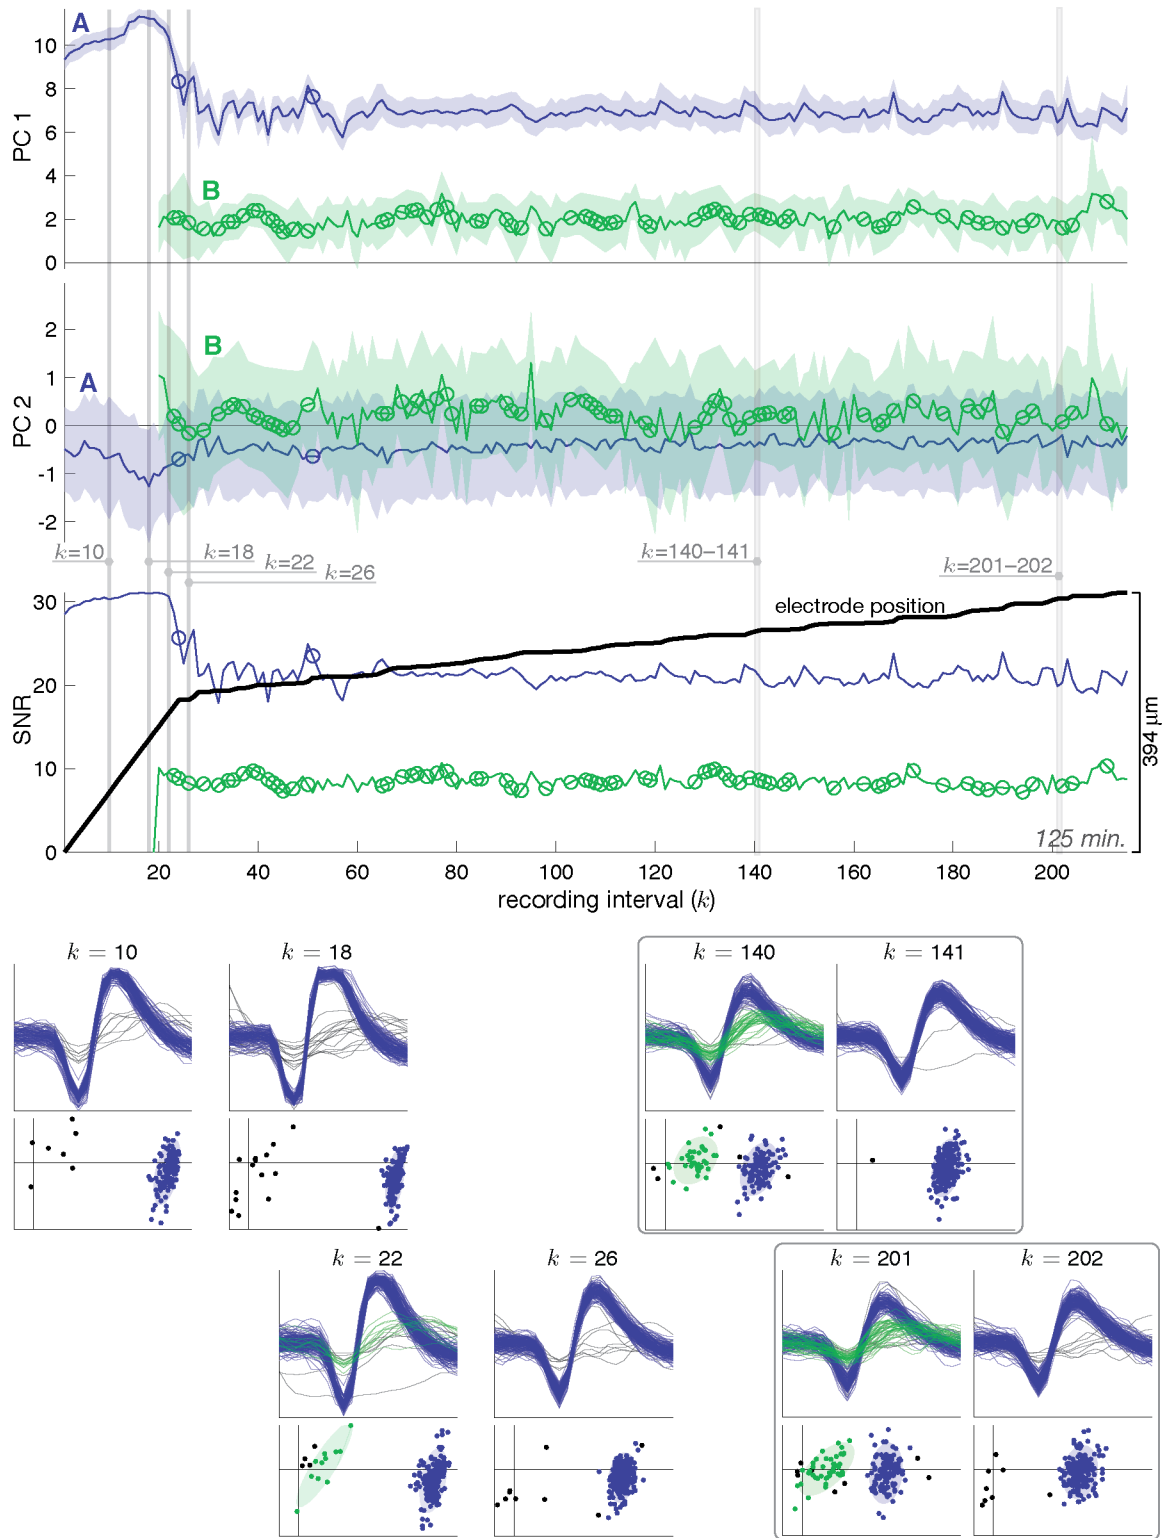 A
10
8
6
4
2
0
PC 1
B
2
1
0
-1
-2
PC 2
B
A
k=10
k=18
k=22
k=26
k=140–141
k=201–202
30
20
10
0
SNR
electrode position
394 μm
125 min.
20 40 60 80 100 120 140 160 180 200
recording interval (k)
k = 10
k = 18
k = 140
k = 141
k = 22
k = 26
k = 201
k = 202